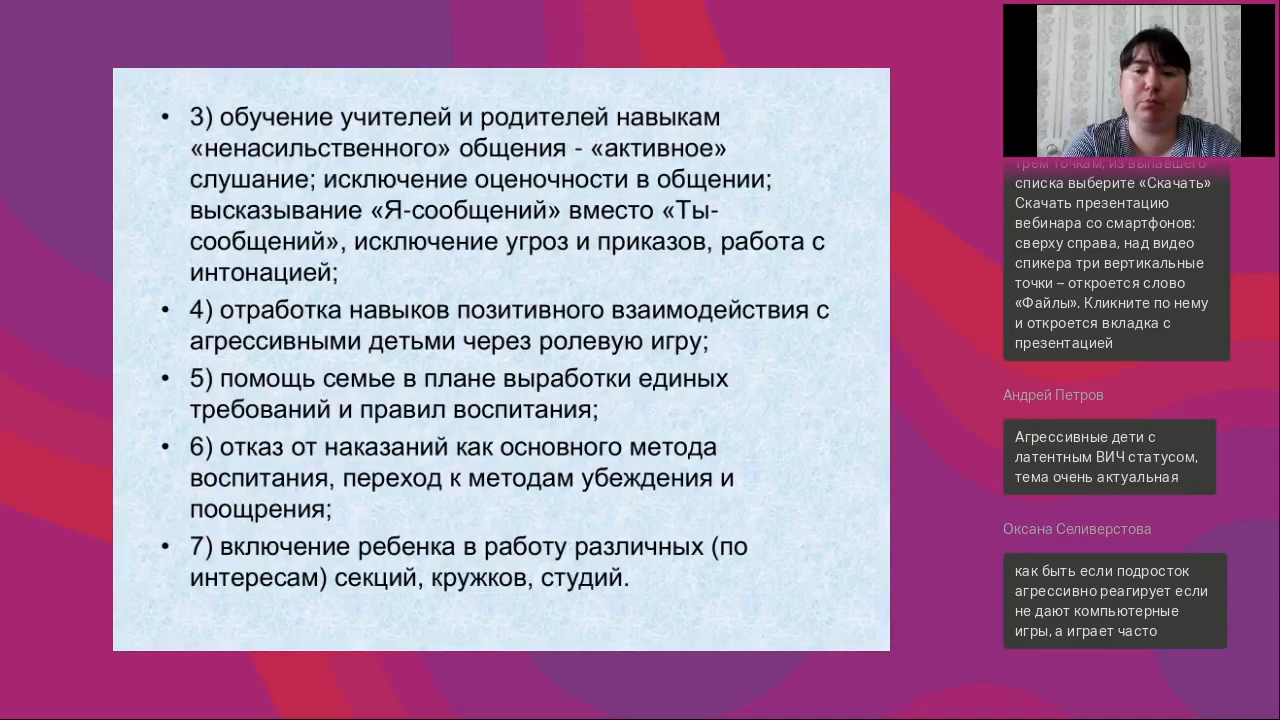 • 3) обучение учителей и родителей навыкам
«ненасильственного» общения - «активное»
слушание; исключение оценочности в общении;
высказывание «Я-сообщений» вместо «Ты-
сообщений», исключение угроз и приказов, работа с
интонацией;
• 4) отработка навыков позитивного взаимодействия с
агрессивными детьми через ролевую игру;
• 5) помощь семье в плане выработки единых
требований и правил воспитания;
• 6) отказ от наказаний как основного метода
воспитания, переход к методам убеждения и
поощрения;
• 7) включение ребенка в работу различных (по
интересам) секций, кружков, студий.
трем точкам, из выпавшего
списка выберите «Скачать»
Скачать презентацию
вебинара со смартфонов:
сверху справа, над видео
спикера три вертикальные
точки – откроется слово
«Файлы». Кликните по нему
и откроется вкладка с
презентацией
Андрей Петров
Агрессивные дети с
латентным ВИЧ статусом,
тема очень актуальная
Оксана Селиверстова
как быть если подросток
агрессивно реагирует если
не дают компьютерные
игры, а играет часто